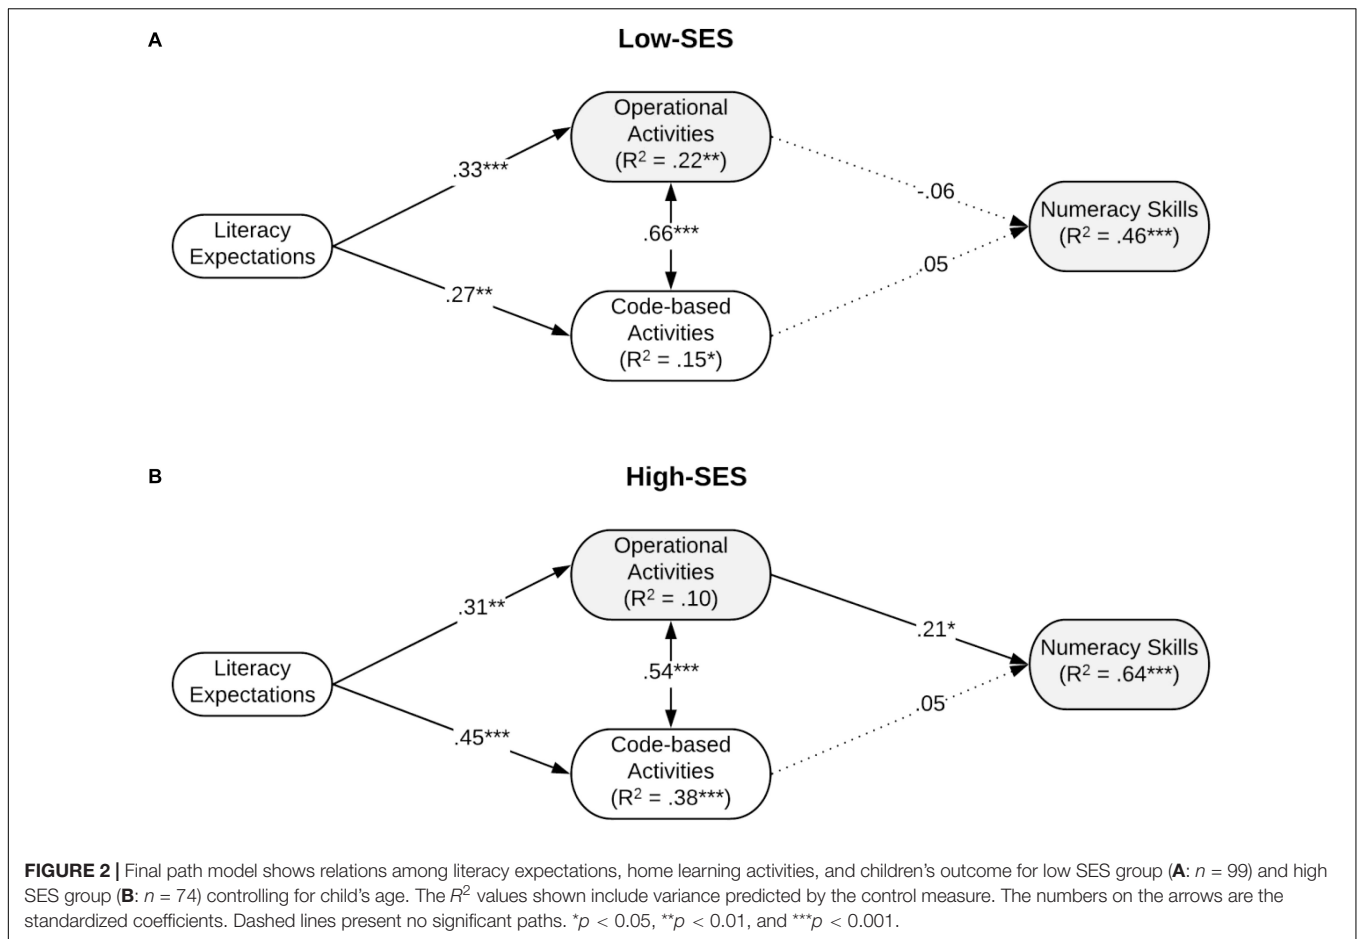 A
Low-SES
Operational
Activities
(R² = .22**)
.33***
-.06
Literacy
Expectations
.66***
Numeracy Skills
(R² = .46***)
.27**
.05
Code-based
Activities
(R² = .15*)
B
High-SES
Operational
Activities
(R² = .10)
.31**
.21*
Literacy
Expectations
.54***
Numeracy Skills
(R² = .64***)
.45***
.05
Code-based
Activities
(R² = .38***)
FIGURE 2 | Final path model shows relations among literacy expectations, home learning activities, and children's outcome for low SES group (A: n = 99) and high
SES group (B: n = 74) controlling for child's age. The R² values shown include variance predicted by the control measure. The numbers on the arrows are the
standardized coefficients. Dashed lines present no significant paths. *p < 0.05, **p < 0.01, and ***p < 0.001.